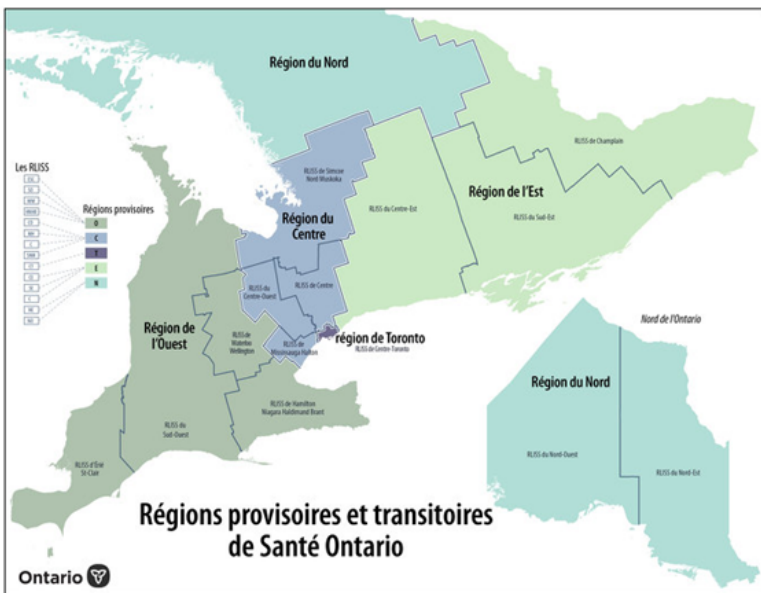 Région du Nord
RLISS de Champlain
RLISS de Simcoe
Nord Muskoka
Les RLISS
Région de l'Est
RLISS du Centre-Est
RLISS du Sud-Est
Régions provisoires
O
C
T
E
N
Région du
Centre
RLISS du
Centre-Ouest
RLISS de Centre
Nord de l'Ontario
Région de
l'Ouest
RLISS de
Waterloo
Wellington
RLISS de
Mississauga Halton
région de Toronto
RLISS de Centre-Toronto
Région du Nord
RLISS de Hamilton
Niagara Haldimand Brant
RLISS du
Sud-Ouest
RLISS d'Érié
St-Clair
RLISS du Nord-Ouest
RLISS du Nord-Est
Régions provisoires et transitoires
de Santé Ontario
Ontario